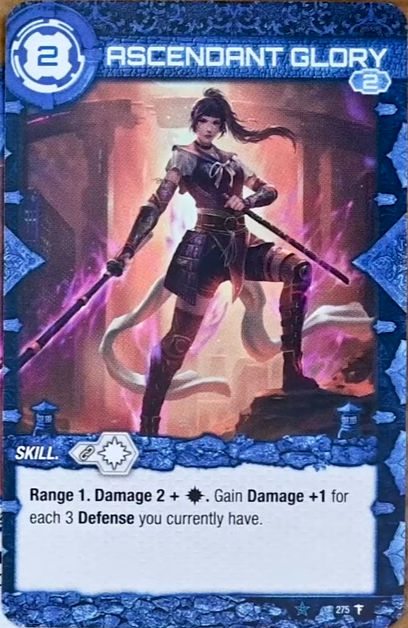 2
ASCENDANT GLORY
2
SKILL.
Range 1. Damage 2 + . Gain Damage +1 for
each 3 Defense you currently have.
275